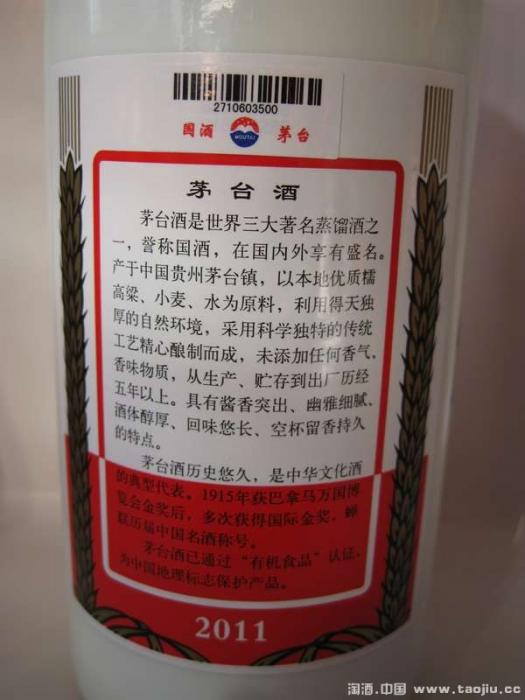 2710603500
国酒 MOUTAI 茅台
茅台酒
茅台酒是世界三大著名蒸馏酒之
一，誉称国酒，在国内外享有盛名。
产于中国贵州茅台镇，以本地优质糯
高粱、小麦、水为原料，利用得天独
厚的自然环境，采用科学独特的传统
工艺精心酿制而成，未添加任何香气、
香味物质，从生产、贮存到出厂历经
五年以上。具有酱香突出、幽雅细腻、
酒体醇厚、回味悠长、空杯留香持久
的特点。
茅台酒历史悠久，是中华文化酒
的典型代表。1915年获巴拿马万国博
览会金奖后，多次获得国际金奖，蝉
联历届中国名酒称号。
茅台酒已通过“有机食品”认证，
为中国地理标志保护产品。
2011
淘酒.中国 www.taojiu.cc